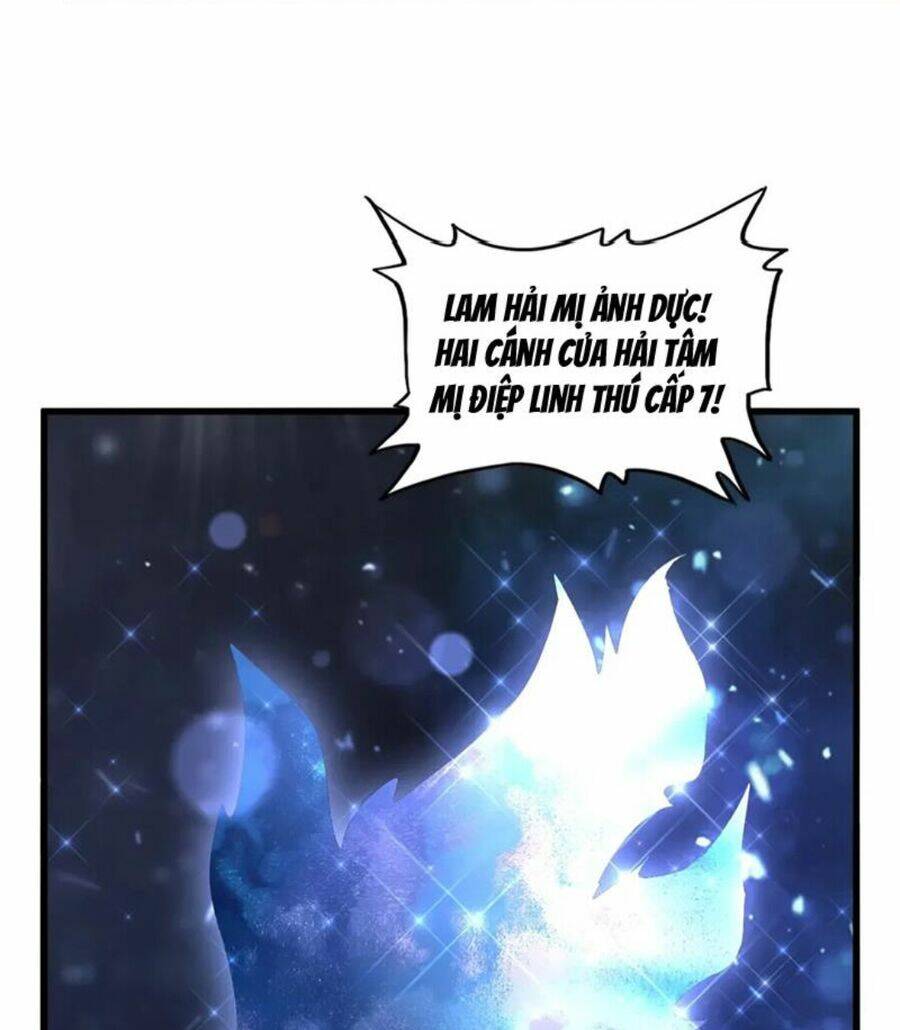 LAM HẢI MỊ ẢNH DỰC!
HAI CÁNH CỦA HẢI TÂM
MỊ ĐIỆP LINH THÚ CẤP 7!